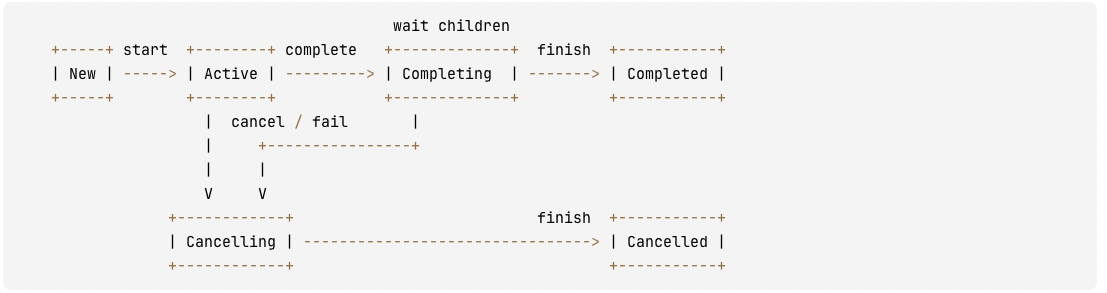 wait children
+-----+ start  +--------+ complete   +-------------+  finish  +-----------+
| New | -----> | Active | ---------> | Completing  | -------> | Completed |
+-----+        +--------+            +-------------+          +-----------+
                 |  cancel / fail       |
                 |     +----------------+
                 |     |
                 V     V
             +------------+                           finish  +-----------+
             | Cancelling | --------------------------------> | Cancelled |
             +------------+                                   +-----------+